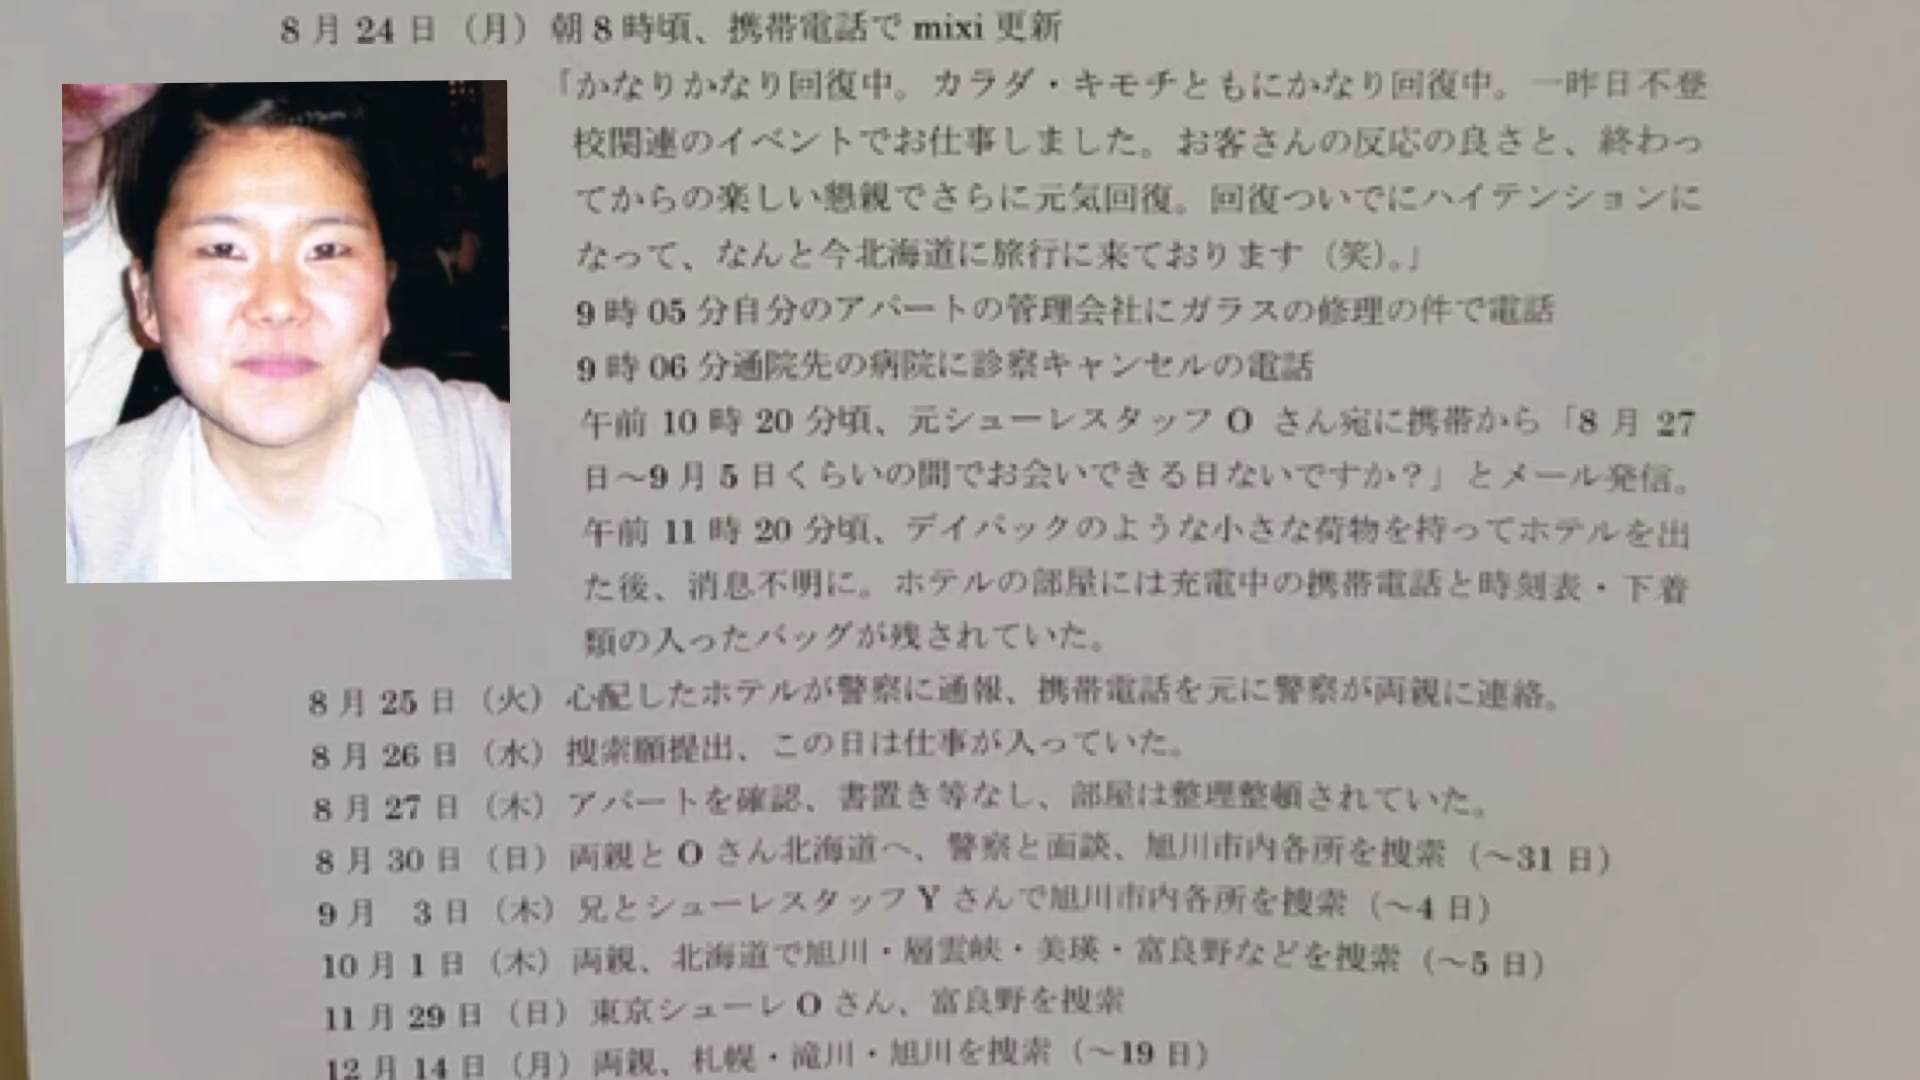 8月24日（月）朝8時頃、携帯電話でmixi更新
「かなりかなり回復中。カラダ・キモチともにかなり回復中。一昨日不登
校関連のイベントでお仕事しました。お客さんの反応の良さと、終わっ
てからの楽しい懇親でさらに元気回復。回復ついでにハイテンションに
なって、なんと今北海道に旅行に来ております（笑）。」
9時05分自分のアパートの管理会社にガラスの修理の件で電話
9時06分通院先の病院に診察キャンセルの電話
午前10時20分頃、元シューレスタッフO さん宛に携帯から「8月27
日～9月5日くらいの間でお会いできる日ないですか？」とメール発信。
午前11時20分頃、デイパックのような小さな荷物を持ってホテルを出
た後、消息不明に。ホテルの部屋には充電中の携帯電話と時刻表・下着
類の入ったバッグが残されていた。
8月25日（火）心配したホテルが警察に通報、携帯電話を元に警察が両親に連絡。
8月26日（水）捜索願提出、この日は仕事が入っていた。
8月27日（木）アパートを確認、書置き等なし、部屋は整理整頓されていた。
8月30日（日）両親とOさん北海道へ、警察と面談、旭川市内各所を捜索（～31日）
9月 3日（木）兄とシューレスタッフYさんで旭川市内各所を捜索（～4日）
10月1日（木）両親、北海道で旭川・層雲峡・美瑛・富良野などを捜索（～5日）
11月29日（日）東京シューレOさん、富良野を捜索
12月14日（月）両親、札幌・滝川・旭川を捜索（～19日）